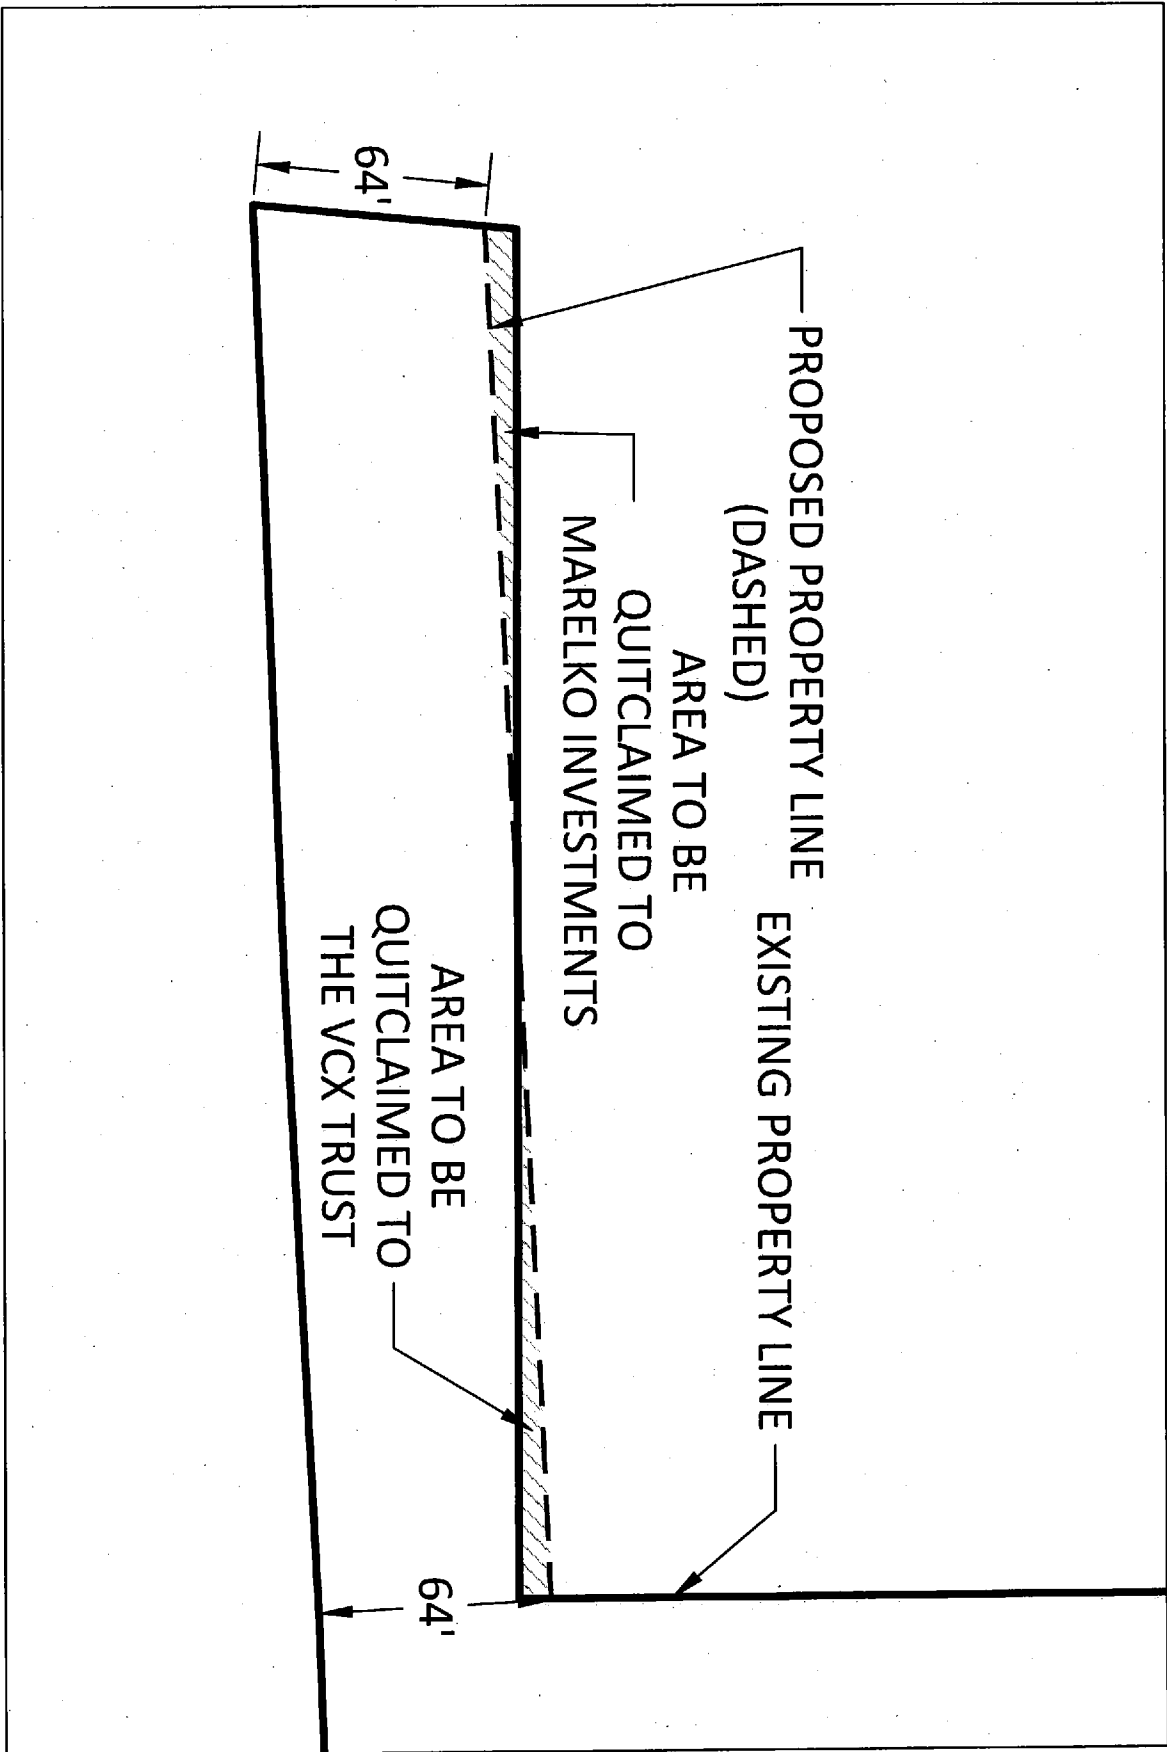 PROPOSED PROPERTY LINE
(DASHED)
EXISTING PROPERTY LINE
AREA TO BE
QUITCLAIMED TO
MARELKO INVESTMENTS
AREA TO BE
QUITCLAIMED TO
THE VCX TRUST
64'
64'